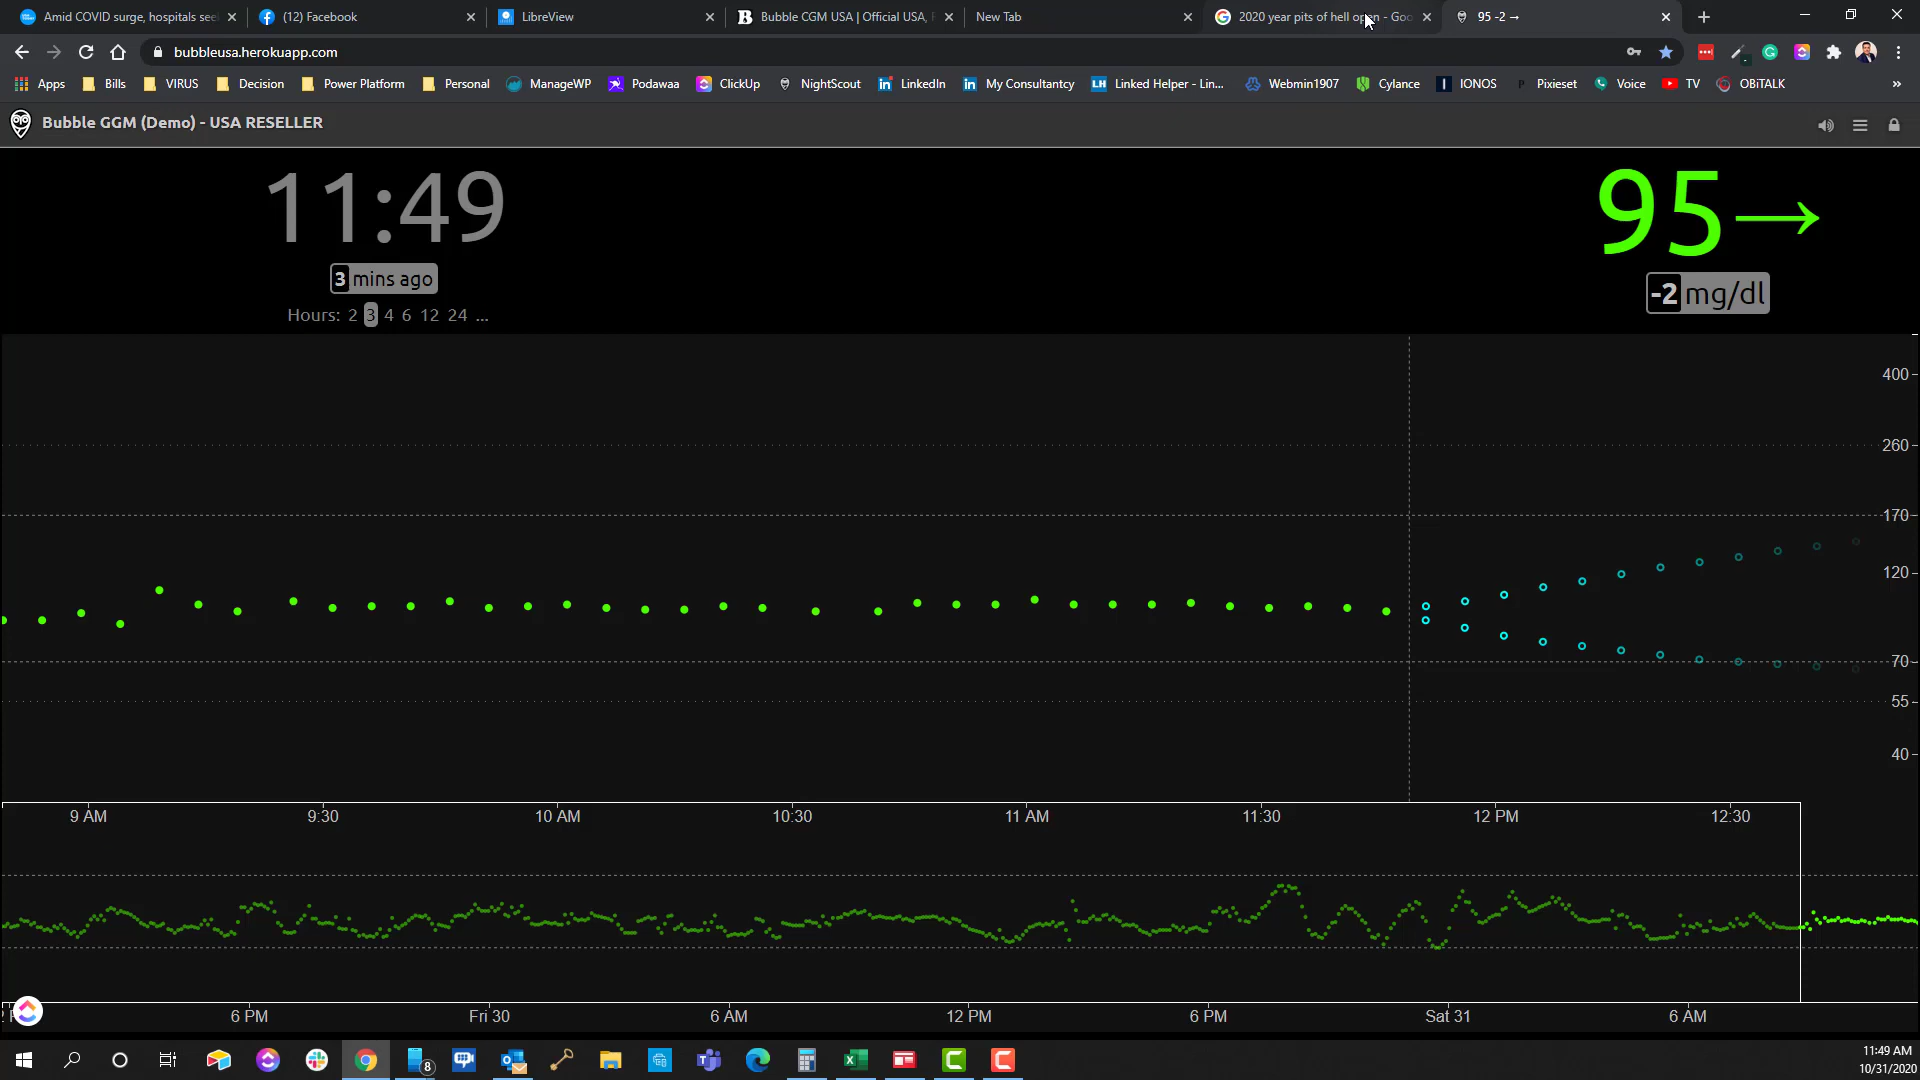 Amid COVID surge, hospitals see
(12) Facebook
LibreView
Bubble CGM USA | Official USA,
New Tab
2020 year pits of hell open - Goo
95 -2 →
bubbleusa.herokuapp.com
Apps
Bills
VIRUS
Decision
Power Platform
Personal
ManageWP
Podawaa
ClickUp
NightScout
LinkedIn
My Consultantcy
Linked Helper - Lin...
Webmin1907
Cylance
IONOS
Pixieset
Voice
TV
OBiTALK
»
Bubble GGM (Demo) - USA RESELLER
11:49
3 mins ago
Hours: 2 3 4 6 12 24 ...
95→
-2 mg/dl
400
260
170
120
70
55
40
9 AM
9:30
10 AM
10:30
11 AM
11:30
12 PM
12:30
6 PM
Fri 30
6 AM
12 PM
6 PM
Sat 31
6 AM
8
11:49 AM
10/31/2020